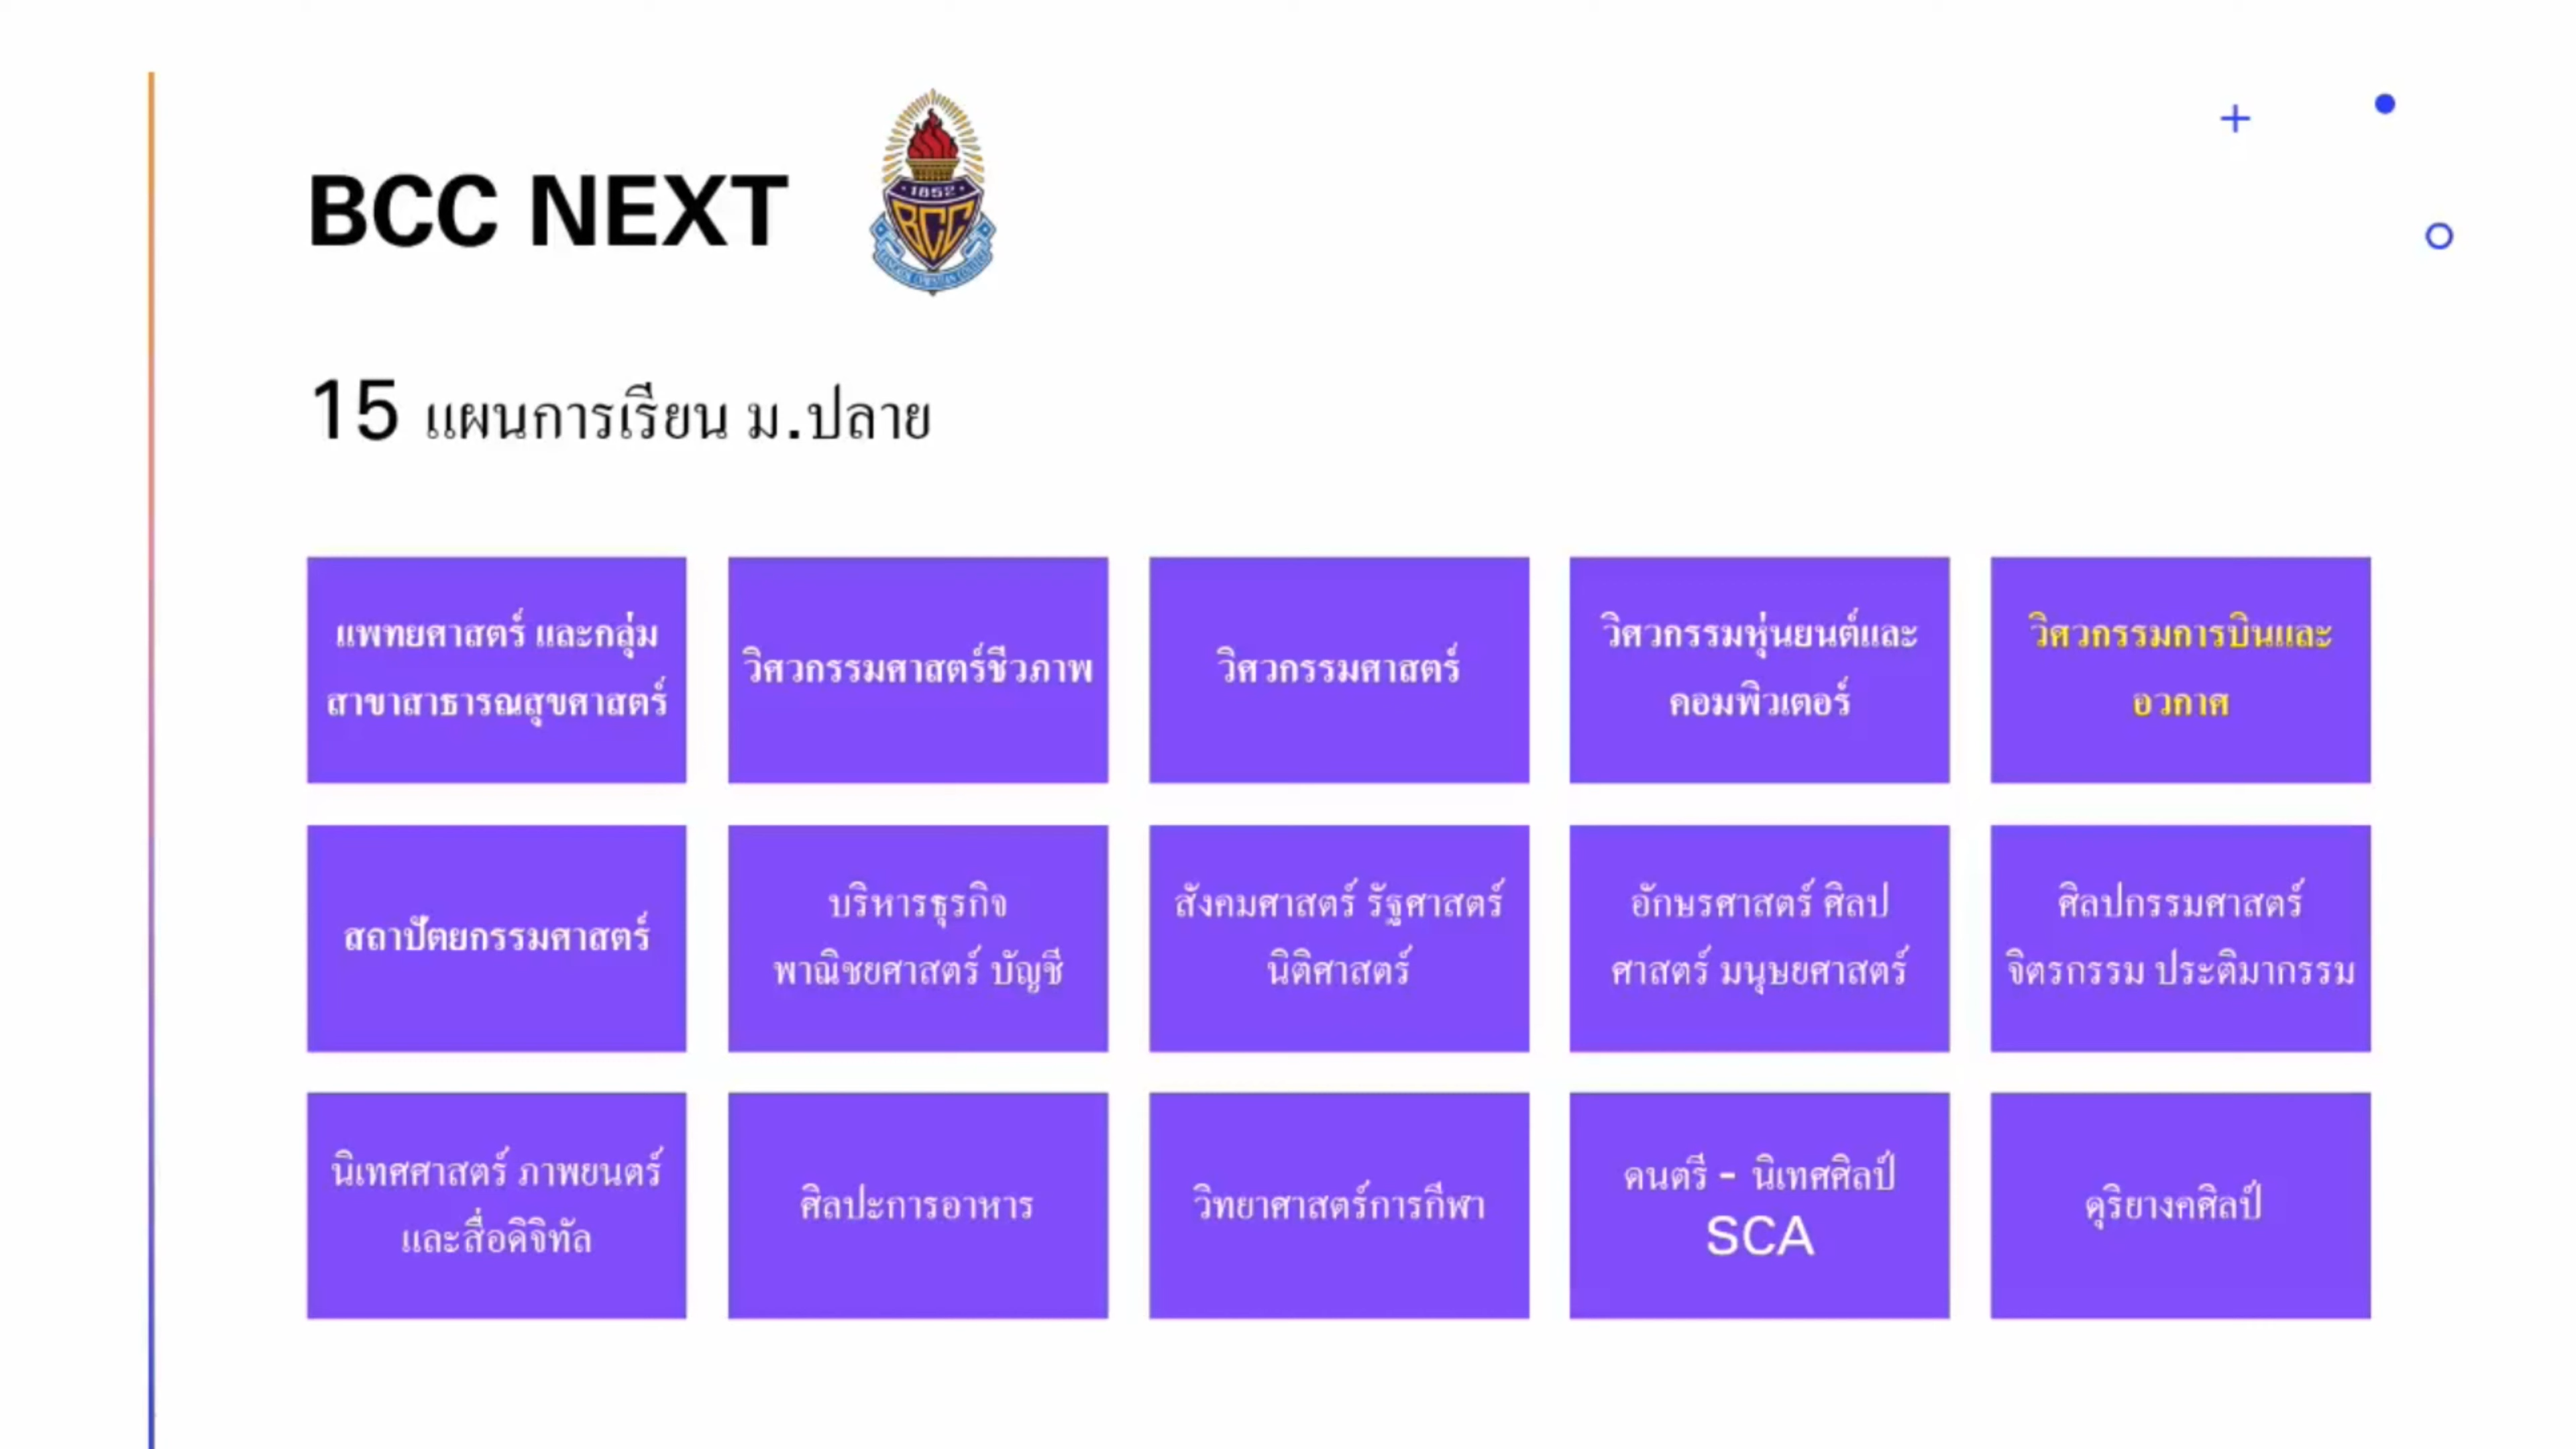 BCC NEXT
1852
BCC
BANGKOK CHRISTIAN COLLEGE
15 แผนการเรียน ม.ปลาย
แพทยศาสตร์ และกลุ่ม
สาขาสาธารณสุขศาสตร์
วิศวกรรมศาสตร์ชีวภาพ
วิศวกรรมศาสตร์
วิศวกรรมหุ่นยนต์และ
คอมพิวเตอร์
วิศวกรรมการบินและ
อวกาศ
สถาปัตยกรรมศาสตร์
บริหารธุรกิจ
พาณิชยศาสตร์ บัญชี
สังคมศาสตร์ รัฐศาสตร์
นิติศาสตร์
อักษรศาสตร์ ศิลป
ศาสตร์ มนุษยศาสตร์
ศิลปกรรมศาสตร์
จิตรกรรม ประติมากรรม
นิเทศศาสตร์ ภาพยนตร์
และสื่อดิจิทัล
ศิลปะการอาหาร
วิทยาศาสตร์การกีฬา
ดนตรี - นิเทศศิลป์
SCA
ดุริยางคศิลป์